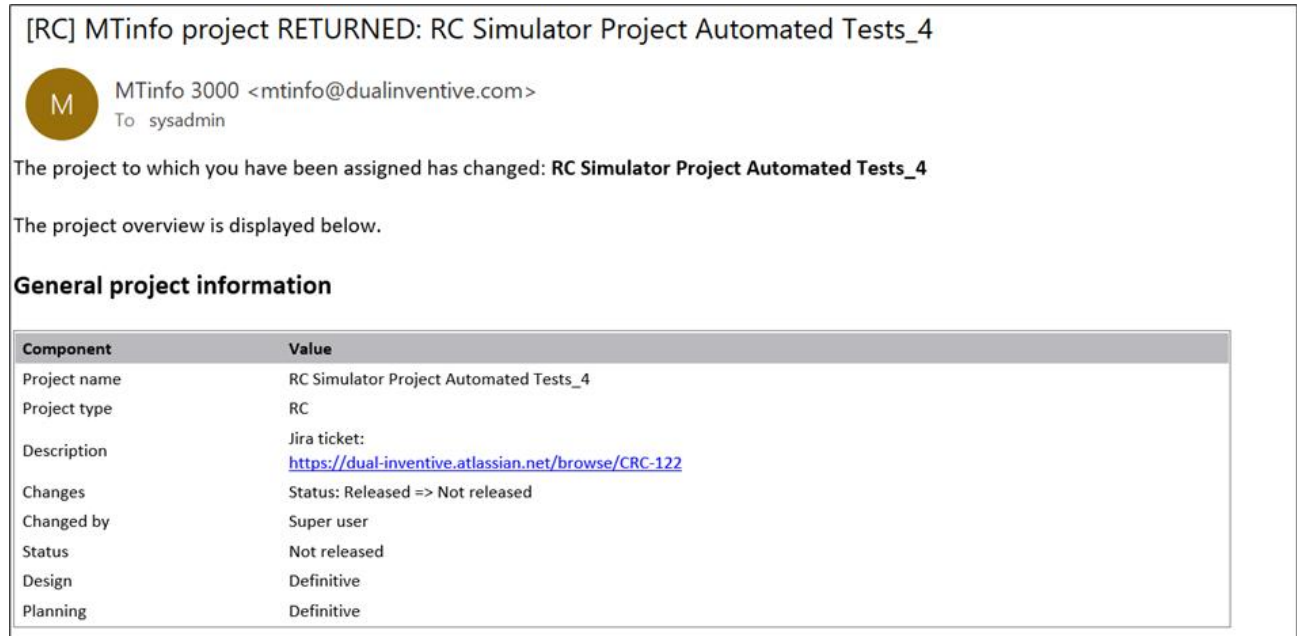 [RC] MTinfo project RETURNED: RC Simulator Project Automated Tests_4
M
MTinfo 3000 <mtinfo@dualinventive.com>
To sysadmin
The project to which you have been assigned has changed: RC Simulator Project Automated Tests_4
The project overview is displayed below.
General project information
Component Value
Project name RC Simulator Project Automated Tests_4
Project type RC
Description Jira ticket:
https://dual-inventive.atlassian.net/browse/CRC-122
Changes Status: Released => Not released
Changed by Super user
Status Not released
Design Definitive
Planning Definitive